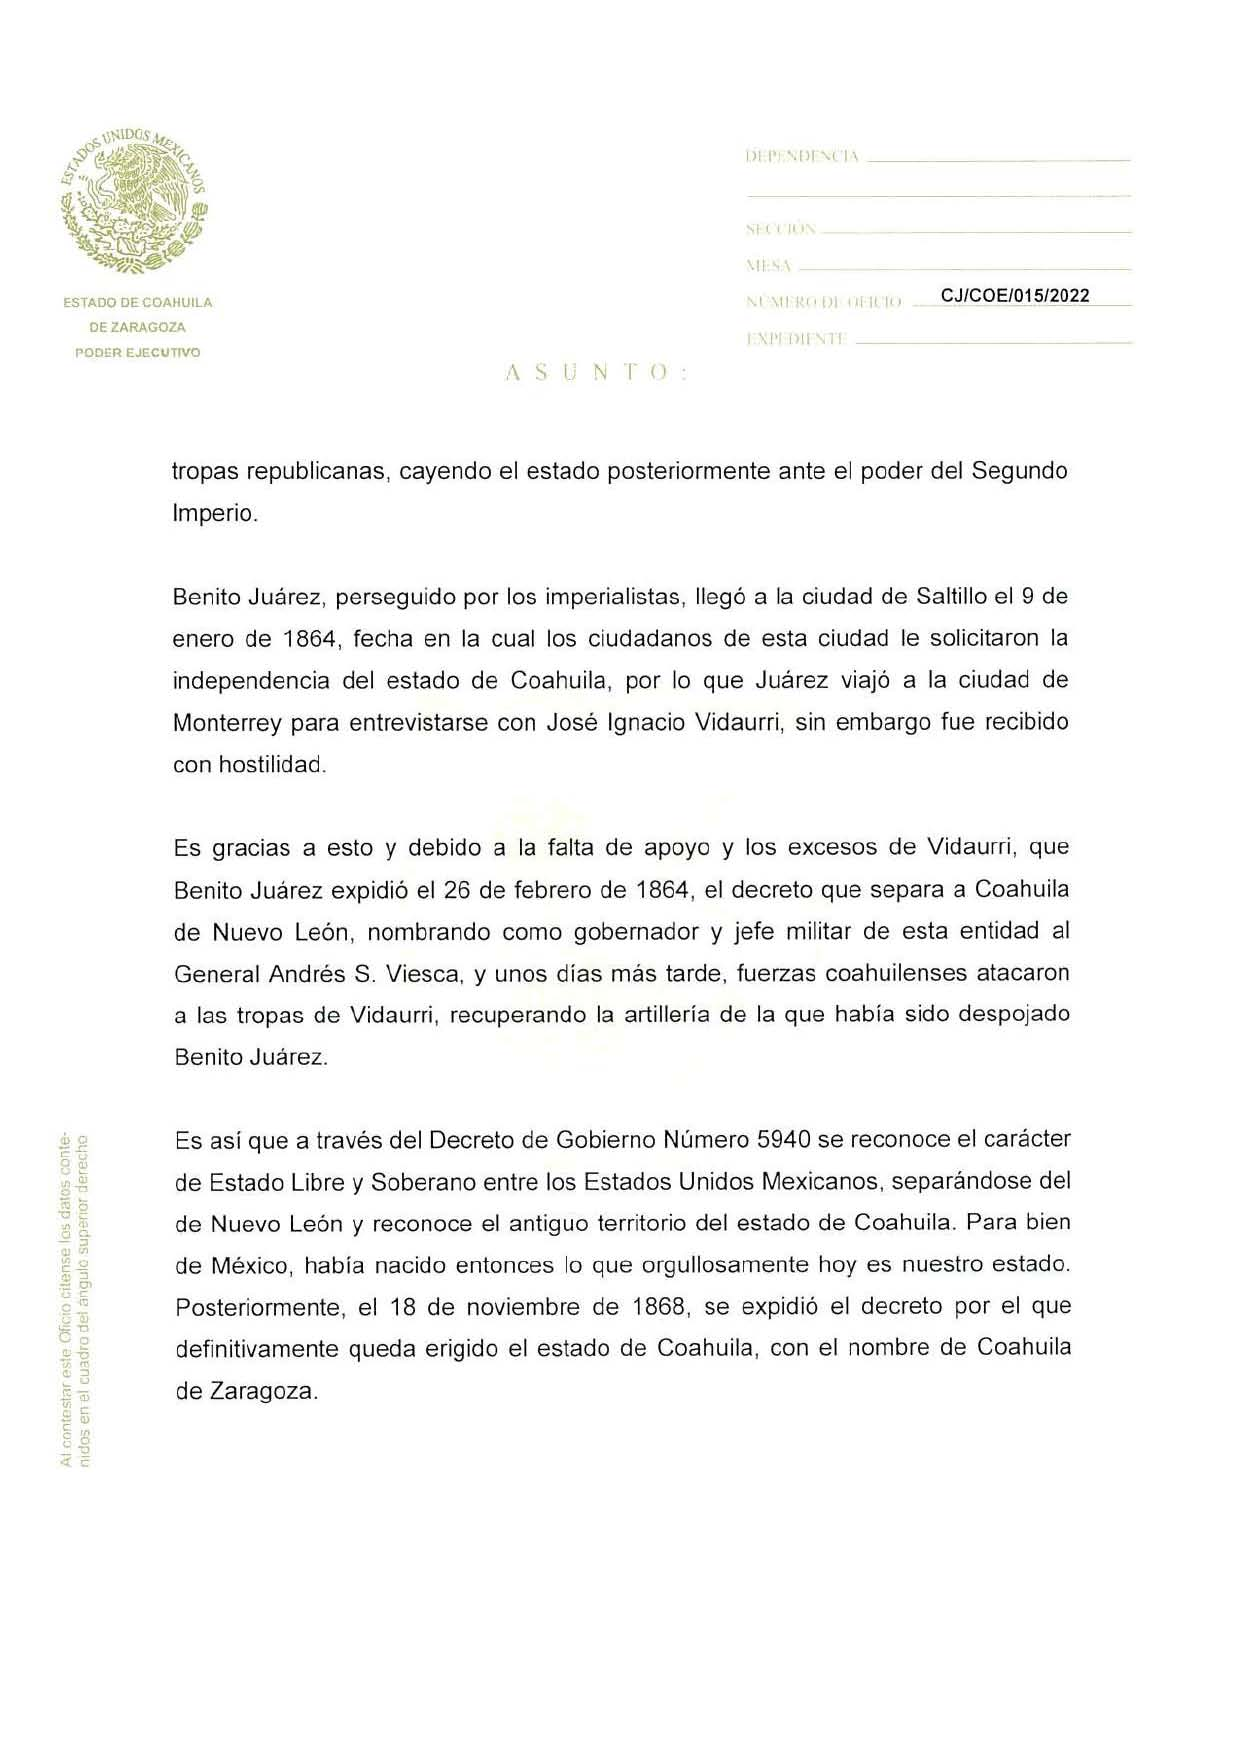 ESTADOS UNIDOS MEXICANOS
ESTADO DE COAHUILA
DE ZARAGOZA
PODER EJECUTIVO
DEPENDENCIA
SECCIÓN
MESA
NÚMERO DE OFICIO CJ/COE/015/2022
EXPEDIENTE
ASUNTO:
tropas republicanas, cayendo el estado posteriormente ante el poder del Segundo
Imperio.
Benito Juárez, perseguido por los imperialistas, llegó a la ciudad de Saltillo el 9 de
enero de 1864, fecha en la cual los ciudadanos de esta ciudad le solicitaron la
independencia del estado de Coahuila, por lo que Juárez viajó a la ciudad de
Monterrey para entrevistarse con José Ignacio Vidaurri, sin embargo fue recibido
con hostilidad.
Es gracias a esto y debido a la falta de apoyo y los excesos de Vidaurri, que
Benito Juárez expidió el 26 de febrero de 1864, el decreto que separa a Coahuila
de Nuevo León, nombrando como gobernador y jefe militar de esta entidad al
General Andrés S. Viesca, y unos días más tarde, fuerzas coahuilenses atacaron
a las tropas de Vidaurri, recuperando la artillería de la que había sido despojado
Benito Juárez.
Es así que a través del Decreto de Gobierno Número 5940 se reconoce el carácter
de Estado Libre y Soberano entre los Estados Unidos Mexicanos, separándose del
de Nuevo León y reconoce el antiguo territorio del estado de Coahuila. Para bien
de México, había nacido entonces lo que orgullosamente hoy es nuestro estado.
Posteriormente, el 18 de noviembre de 1868, se expidió el decreto por el que
definitivamente queda erigido el estado de Coahuila, con el nombre de Coahuila
de Zaragoza.
Al contestar este Oficio citense los datos conte-
nidos en el cuadro del ángulo superior derecho